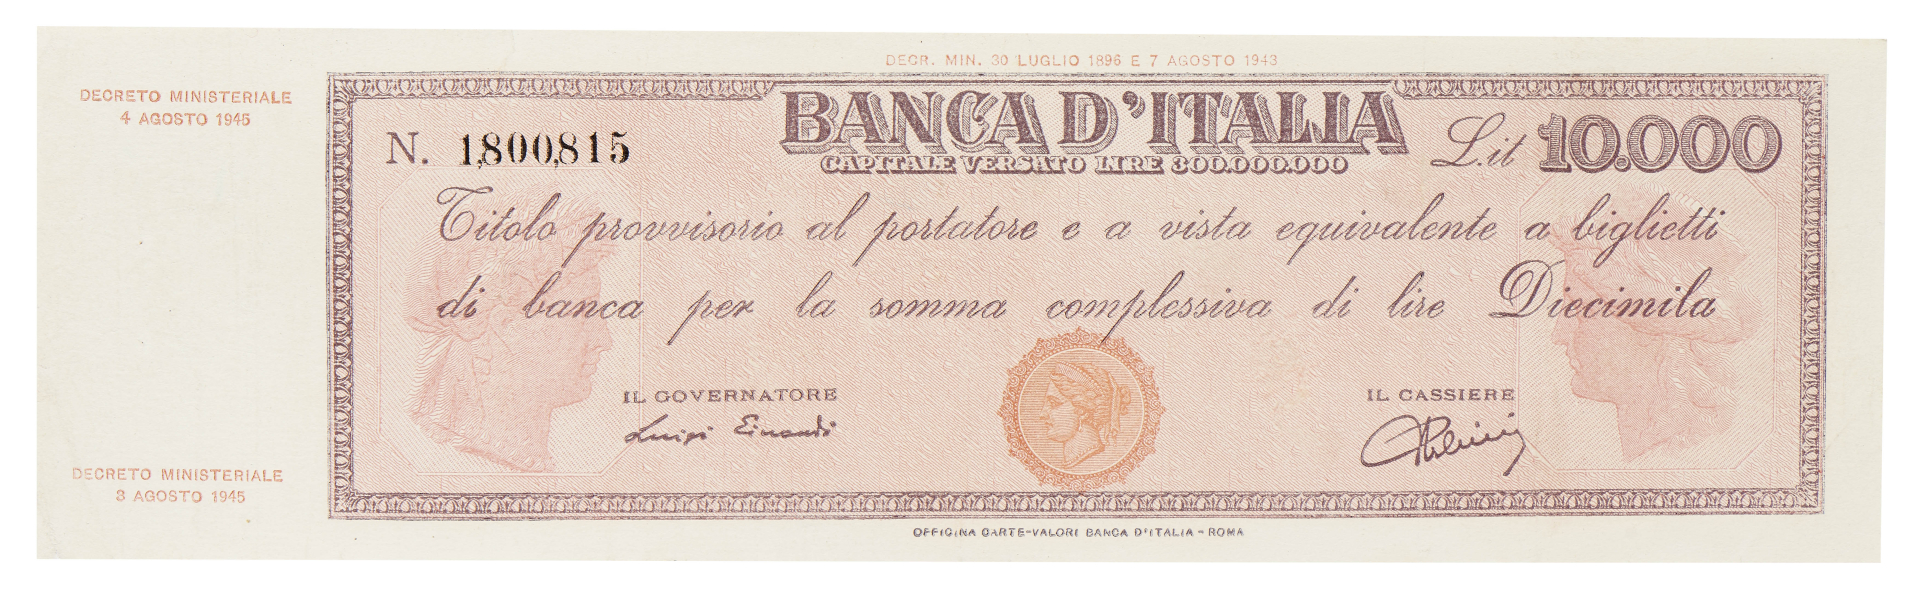 DECR. MIN. 30 LUGLIO 1896 E 7 AGOSTO 1943
DECRETO MINISTERIALE
4 AGOSTO 1945
BANCA D'ITALIA
CAPITALE VERSATO LIRE 300.000.000
N. 1,800,815
L.it 10.000
Titolo provvisorio al portatore e a vista equivalente a biglietti
di banca per la somma complessiva di lire Diecimila
IL GOVERNATORE
Luigi Einaudi
IL CASSIERE
DECRETO MINISTERIALE
3 AGOSTO 1945
OFFICINA CARTE-VALORI BANCA D'ITALIA - ROMA